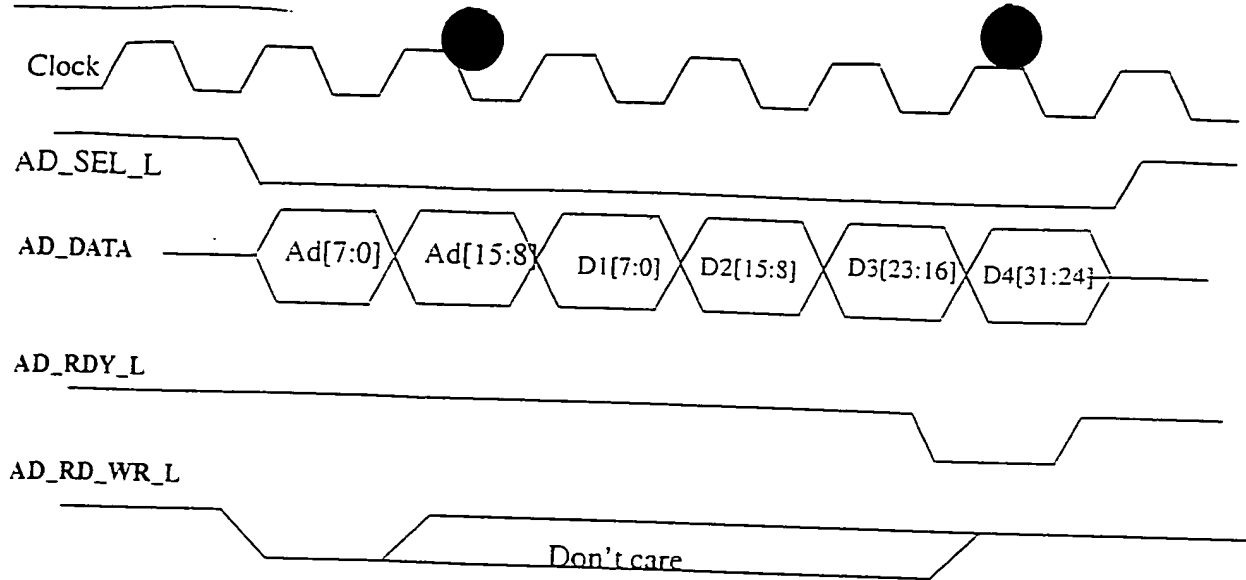 Clock
AD_SEL_L
AD_DATA
Ad[7:0] Ad[15:8] D1[7:0] D2[15:8] D3[23:16] D4[31:24]
AD_RDY_L
AD_RD_WR_L
Don't care